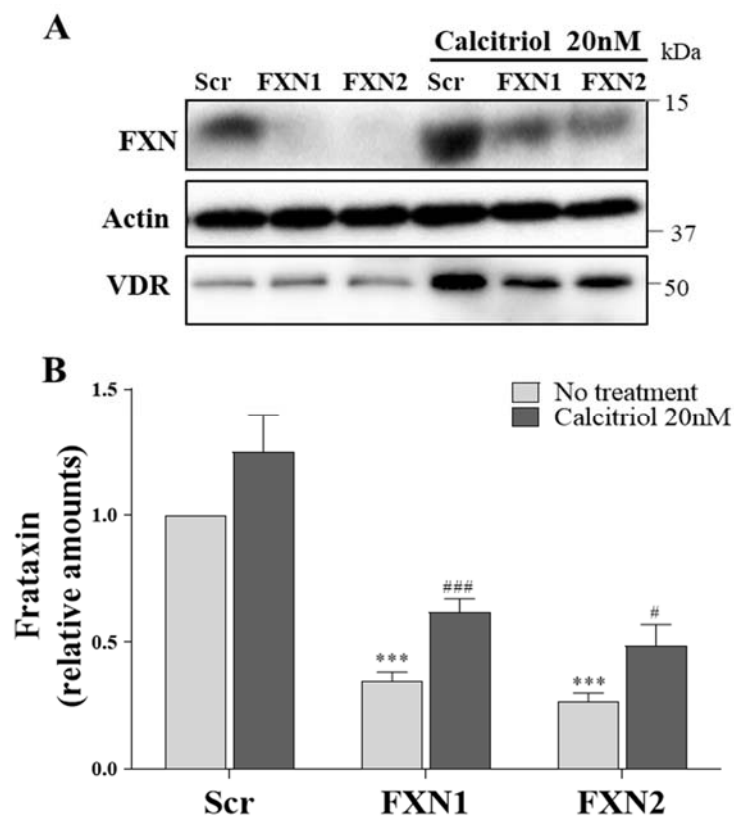 A
Calcitriol 20nM
kDa
Scr FXN1 FXN2 Scr FXN1 FXN2
15
FXN
Actin
37
VDR
50
B
1.5
No treatment
Calcitriol 20nM
1.0
###
#
0.5
***
***
0.0
Frataxin
(relative amounts)
Scr FXN1 FXN2